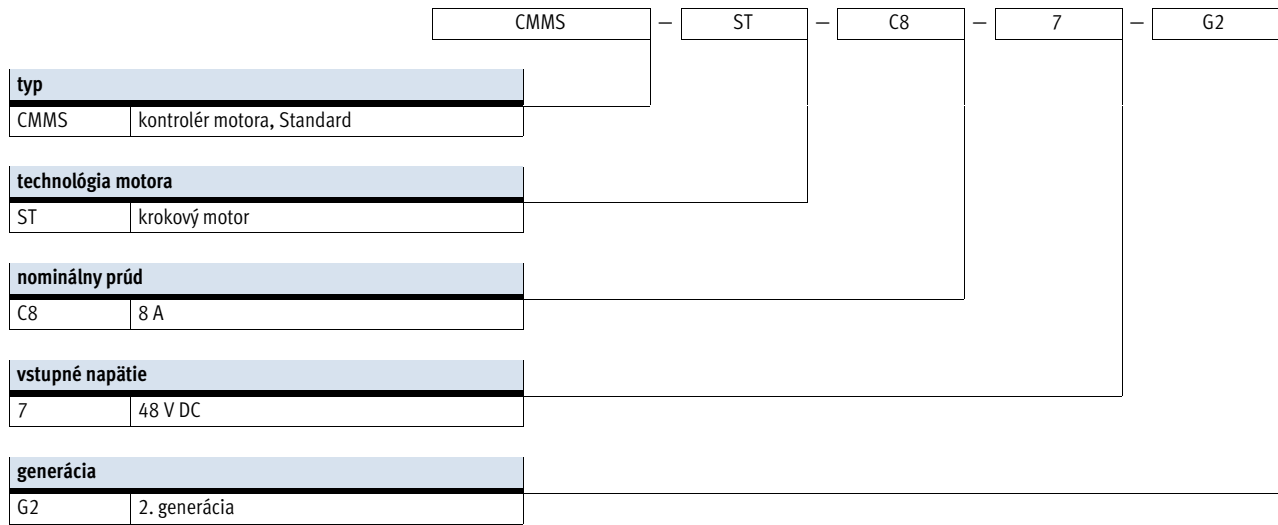 CMMS – ST – C8 – 7 – G2
typ
CMMS kontrolér motora, Standard
technológia motora
ST krokový motor
nominálny prúd
C8 8 A
vstupné napätie
7 48 V DC
generácia
G2 2. generácia